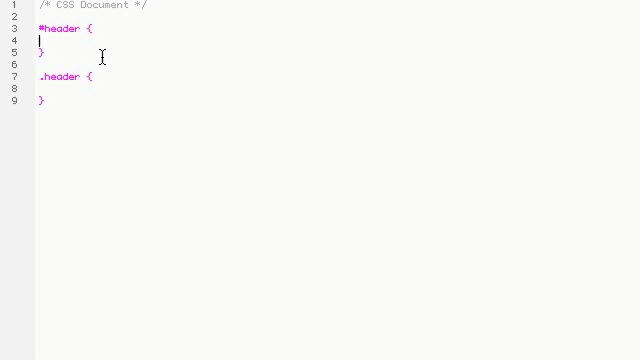 1 /* CSS Document */
2
3 #header {
4
5 }
6
7 .header {
8
9 }